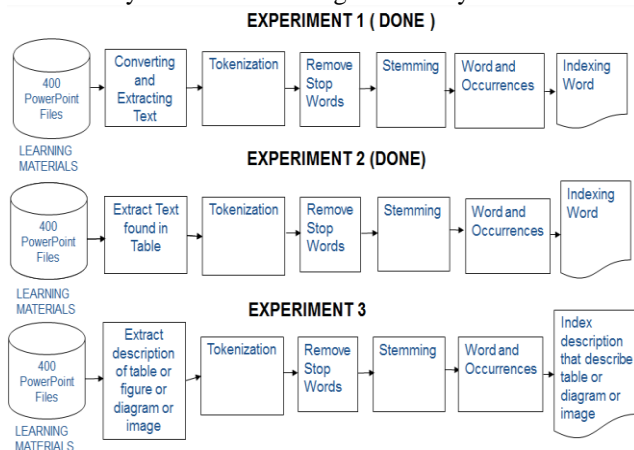 EXPERIMENT 1 ( DONE )
400
PowerPoint
Files
LEARNING
MATERIALS
Converting
and
Extracting
Text
Tokenization
Remove
Stop
Words
Stemming
Word and
Occurrences
Indexing
Word
EXPERIMENT 2 (DONE)
400
PowerPoint
Files
LEARNING
MATERIALS
Extract Text
found in
Table
Tokenization
Remove
Stop
Words
Stemming
Word and
Occurrences
Indexing
Word
EXPERIMENT 3
400
PowerPoint
Files
LEARNING
MATERIALS
Extract
description
of table or
figure or
diagram or
image
Tokenization
Remove
Stop
Words
Stemming
Word and
Occurrences
Index
description
that describe
table or
diagram or
image